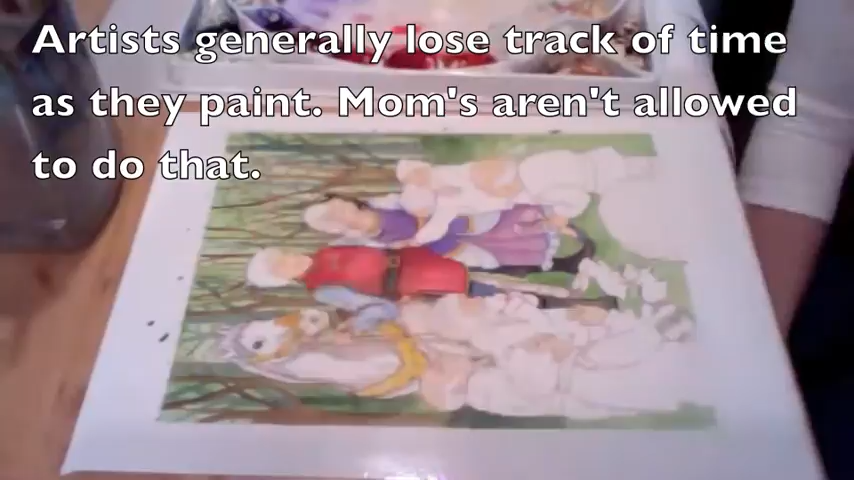 Artists generally lose track of time
as they paint. Mom's aren't allowed
to do that.